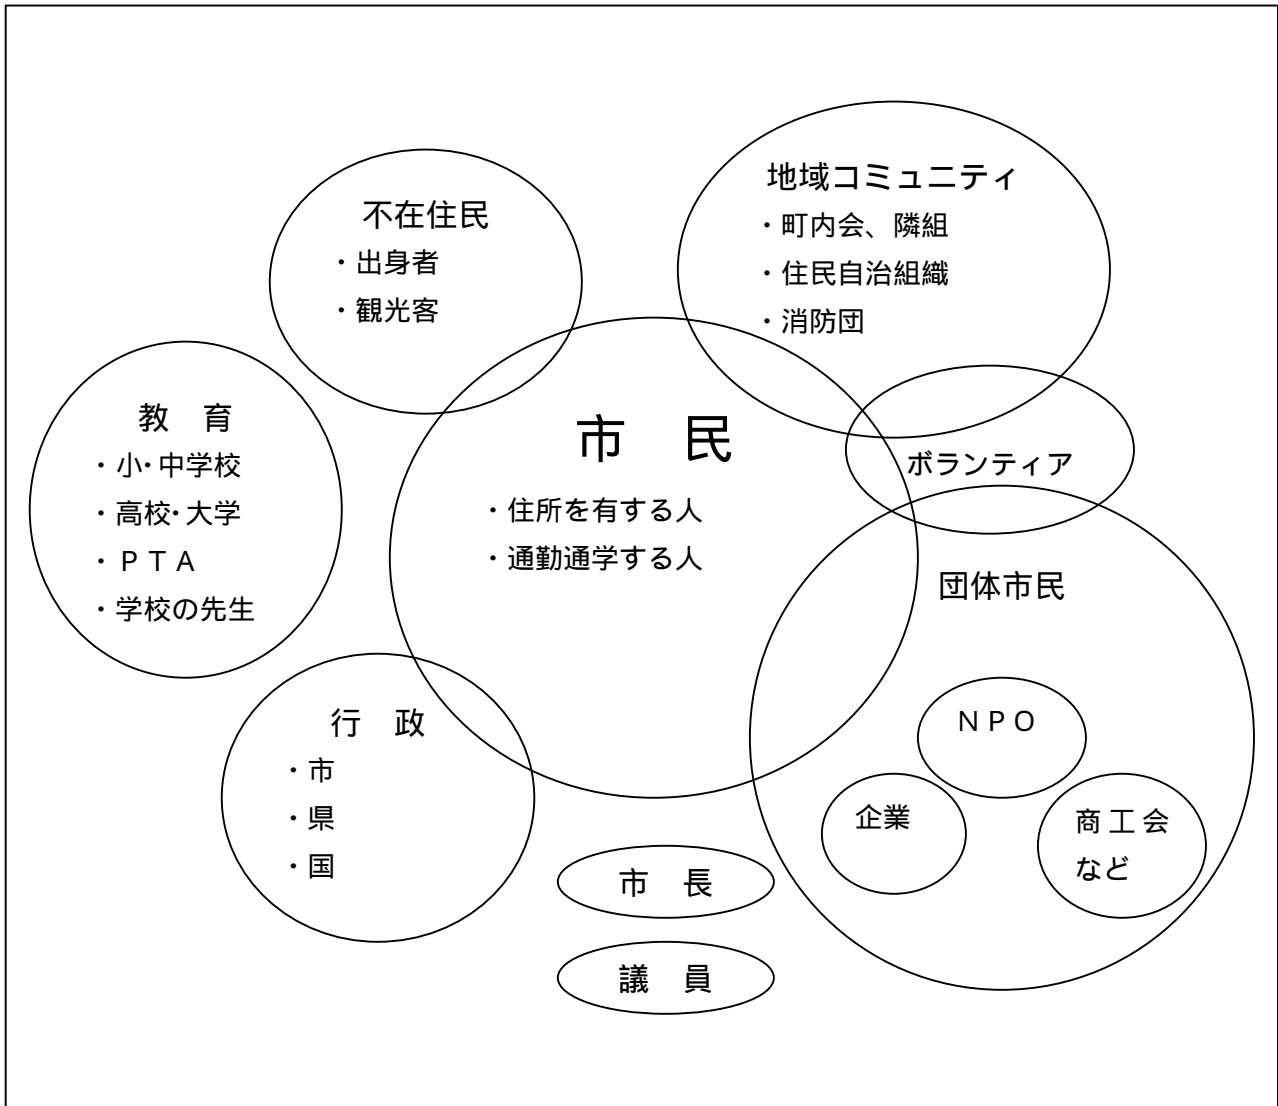 地域コミュニティ
・町内会、隣組
・住民自治組織
・消防団
不在住民
・出身者
・観光客
教　育
・小・中学校
・高校・大学
・ＰＴＡ
・学校の先生
市　民
・住所を有する人
・通勤通学する人
ボランティア
団体市民
ＮＰＯ
企業
商工会
など
行　政
・市
・県
・国
市　長
議　員